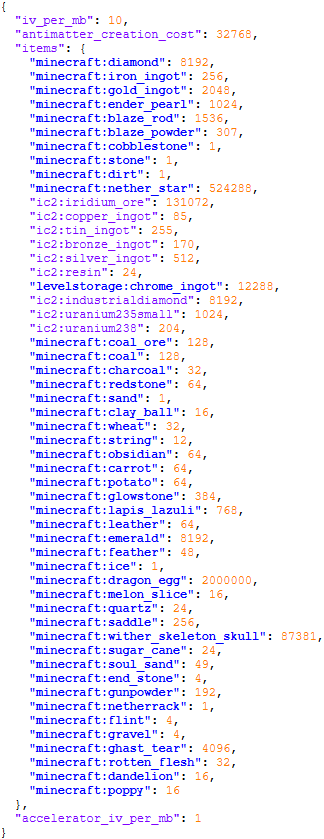 {
"iv_per_mb": 10,
"antimatter_creation_cost": 32768,
"items": {
"minecraft:diamond": 8192,
"minecraft:iron_ingot": 256,
"minecraft:gold_ingot": 2048,
"minecraft:ender_pearl": 1024,
"minecraft:blaze_rod": 1536,
"minecraft:blaze_powder": 307,
"minecraft:cobblestone": 1,
"minecraft:stone": 1,
"minecraft:dirt": 1,
"minecraft:nether_star": 524288,
"ic2:iridium_ore": 131072,
"ic2:copper_ingot": 85,
"ic2:tin_ingot": 255,
"ic2:bronze_ingot": 170,
"ic2:silver_ingot": 512,
"ic2:resin": 24,
"levelstorage:chrome_ingot": 12288,
"ic2:industrialdiamond": 8192,
"ic2:uranium235small": 1024,
"ic2:uranium238": 204,
"minecraft:coal_ore": 128,
"minecraft:coal": 128,
"minecraft:charcoal": 32,
"minecraft:redstone": 64,
"minecraft:sand": 1,
"minecraft:clay_ball": 16,
"minecraft:wheat": 32,
"minecraft:string": 12,
"minecraft:obsidian": 64,
"minecraft:carrot": 64,
"minecraft:potato": 64,
"minecraft:glowstone": 384,
"minecraft:lapis_lazuli": 768,
"minecraft:leather": 64,
"minecraft:emerald": 8192,
"minecraft:feather": 48,
"minecraft:ice": 1,
"minecraft:dragon_egg": 2000000,
"minecraft:melon_slice": 16,
"minecraft:quartz": 24,
"minecraft:saddle": 256,
"minecraft:wither_skeleton_skull": 87381,
"minecraft:sugar_cane": 24,
"minecraft:soul_sand": 49,
"minecraft:end_stone": 4,
"minecraft:gunpowder": 192,
"minecraft:netherrack": 1,
"minecraft:flint": 4,
"minecraft:gravel": 4,
"minecraft:ghast_tear": 4096,
"minecraft:rotten_flesh": 32,
"minecraft:dandelion": 16,
"minecraft:poppy": 16
},
"accelerator_iv_per_mb": 1
}